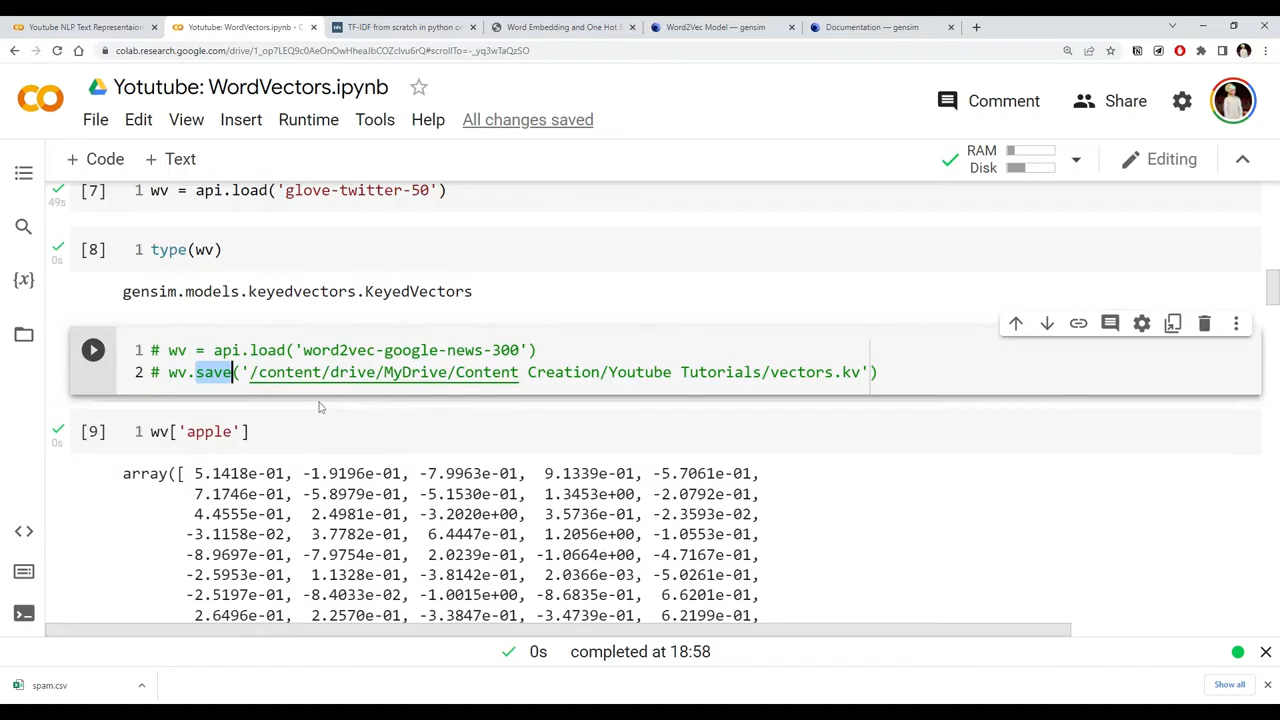 Youtube NLP Text Representaion
Yotutube: WordVectors.ipynb - C
TF-IDF from scratch in python on
Word Embedding and One Hot E
Word2Vec Model — gensim
Documentation — gensim
colab.research.google.com/drive/1_op7LEQ9c0AeOnOwHheaJbCOZcIvu6rQ#scrollTo=-_yq3wTaQzSO
CO
Yotutube: WordVectors.ipynb
Comment
Share
File Edit View Insert Runtime Tools Help All changes saved
+ Code + Text
RAM
Disk
Editing
[7] 1 wv = api.load('glove-twitter-50')
49s
[8] 1 type(wv)
0s
gensim.models.keyedvectors.KeyedVectors
1 # wv = api.load('word2vec-google-news-300')
2 # wv.save('/content/drive/MyDrive/Content Creation/Youtube Tutorials/vectors.kv')
[9] 1 wv['apple']
0s
array([ 5.1418e-01, -1.9196e-01, -7.9963e-01, 9.1339e-01, -5.7061e-01,
7.1746e-01, -5.8979e-01, -5.1530e-01, 1.3453e+00, -2.0792e-01,
4.4555e-01, 2.4981e-01, -3.2020e+00, 3.5736e-01, -2.3593e-02,
-3.1158e-02, 3.7782e-01, 6.4447e-01, 1.2056e+00, -1.0553e-01,
-8.9697e-01, -7.9754e-01, 2.0239e-01, -1.0664e+00, -4.7167e-01,
-2.5953e-01, 1.1328e-01, -3.8142e-01, 2.0366e-03, -5.0261e-01,
-2.5197e-01, -8.4033e-02, -1.0015e+00, -8.6835e-01, 6.6201e-01,
2.6496e-01, 2.2570e-01, -3.3847e-01, -3.4739e-01, 6.2199e-01,
0s completed at 18:58
spam.csv
Show all